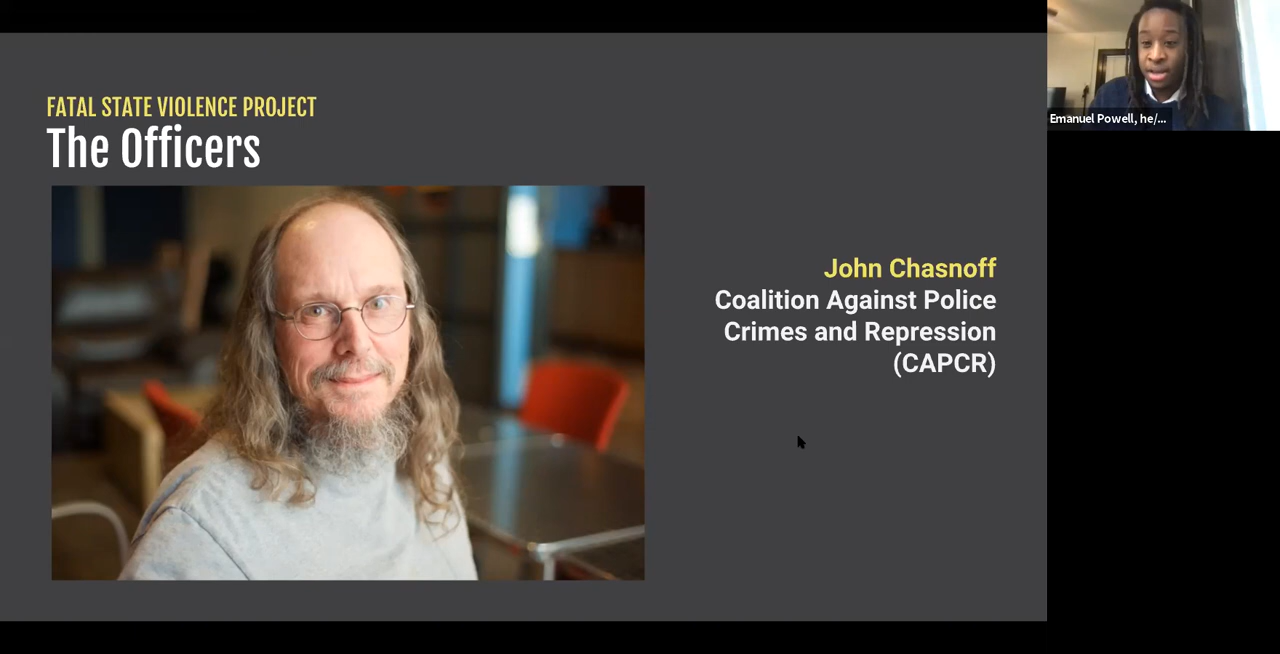 FATAL STATE VIOLENCE PROJECT
The Officers
John Chasnoff
Coalition Against Police
Crimes and Repression
(CAPCR)
Emanuel Powell, he/...